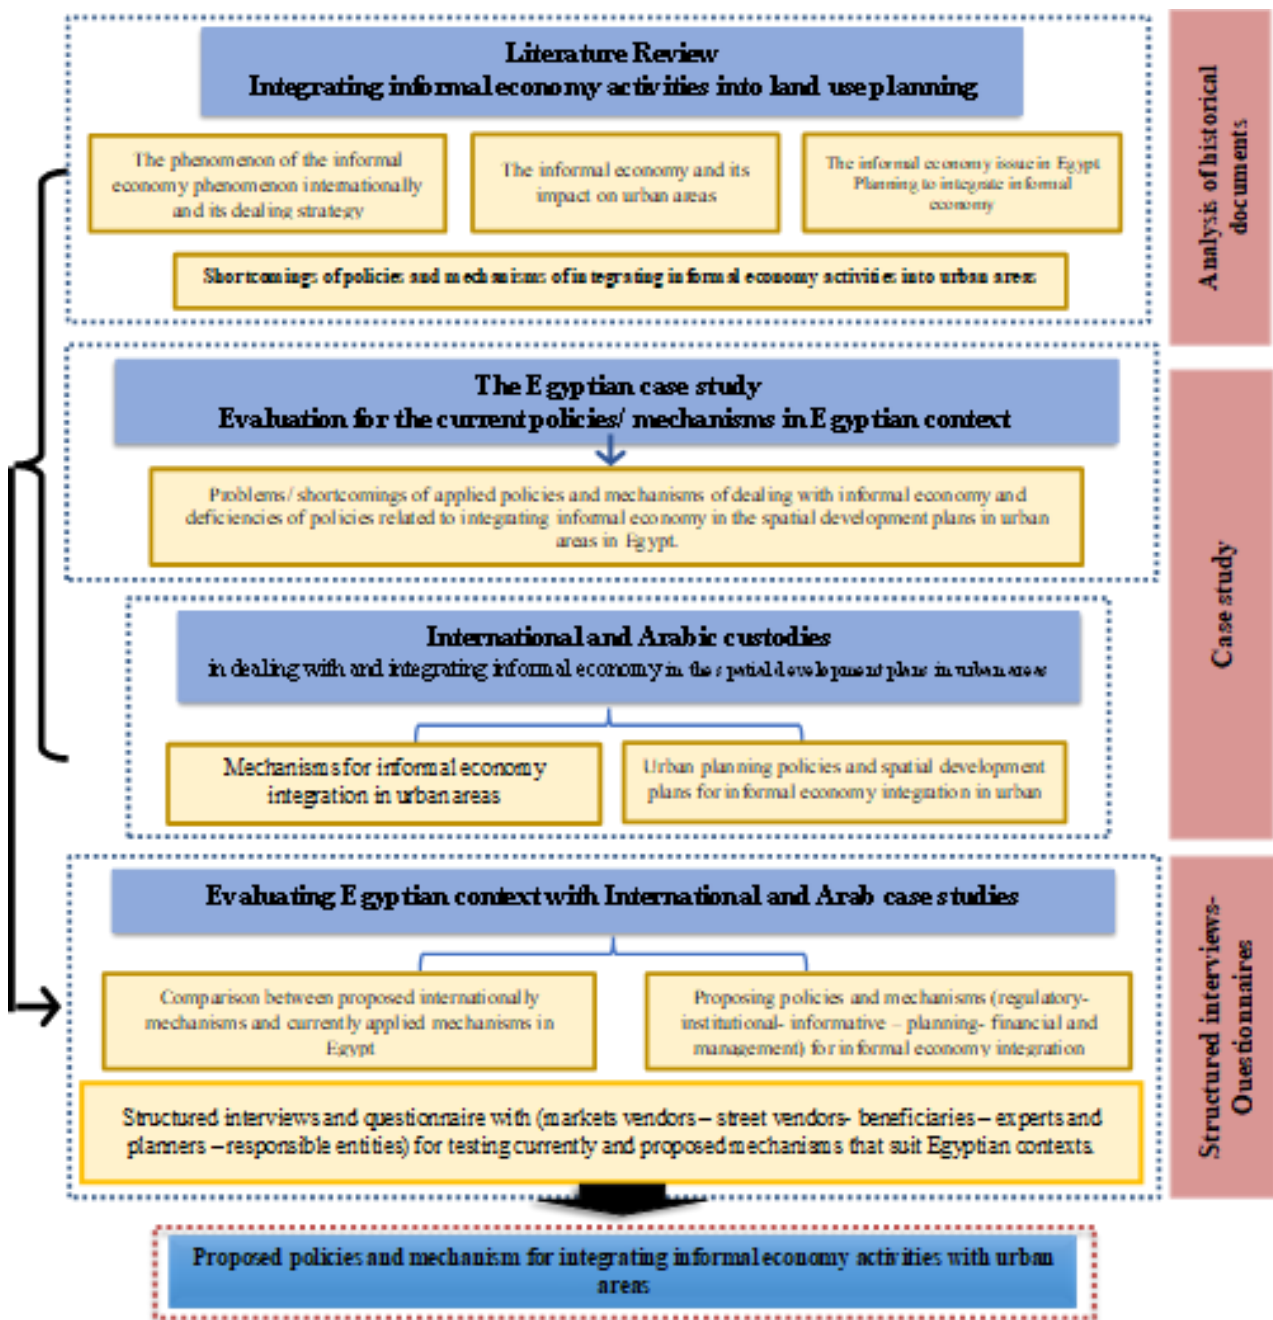 Literature Review
Integrating informal economy activities into land use planning
The phenomenon of the informal
economy phenomenon internationally
and its dealing strategy
The informal economy and its
impact on urban areas
The informal economy issue in Egypt
Planning to integrate informal
economy
Shortcomings of policies and mechanisms of integrating informal economy activities into urban areas
Analysis of historical
documents
The Egyptian case study
Evaluation for the current policies/ mechanisms in Egyptian context
Problems/ shortcomings of applied policies and mechanisms of dealing with informal economy and
deficiencies of policies related to integrating informal economy in the spatial development plans in urban
areas in Egypt.
International and Arabic custodies
in dealing with and integrating informal economy in the spatial development plans in urban areas
Mechanisms for informal economy
integration in urban areas
Urban planning policies and spatial development
plans for informal economy integration in urban
Case study
Evaluating Egyptian context with International and Arab case studies
Comparison between proposed internationally
mechanisms and currently applied mechanisms in
Egypt
Proposing policies and mechanisms (regulatory-
institutional- informative – planning- financial and
management) for informal economy integration
Structured interviews and questionnaire with (markets vendors – street vendors- beneficiaries – experts and
planners – responsible entities) for testing currently and proposed mechanisms that suit Egyptian contexts.
Structured interviews-
Questionnaires
Proposed policies and mechanism for integrating informal economy activities with urban
areas